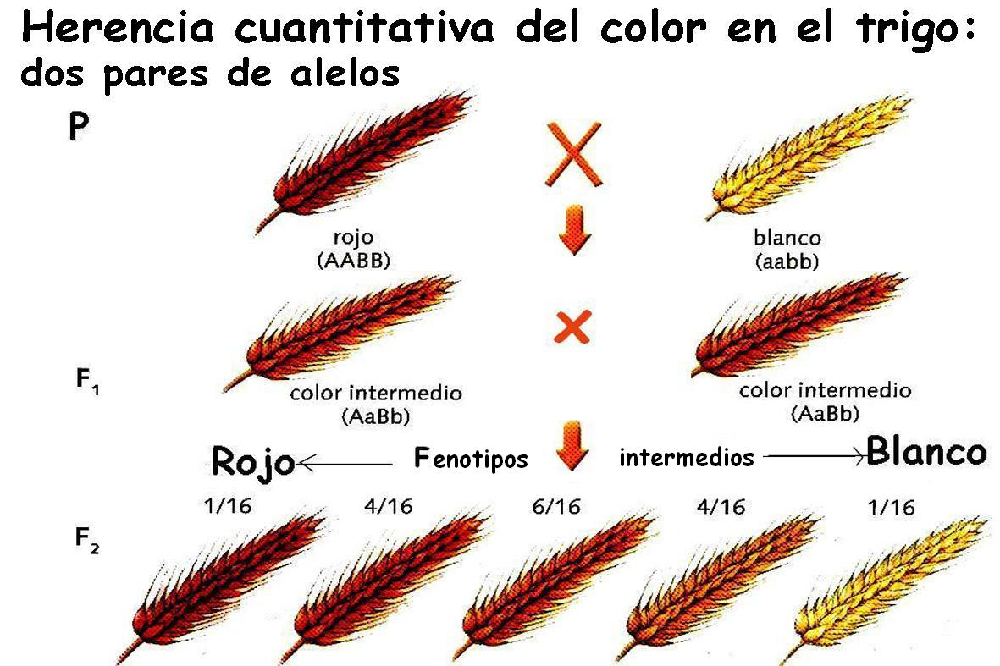 Herencia cuantitativa del color en el trigo:
dos pares de alelos
P
rojo
(AABB)
blanco
(aabb)
F1
color intermedio
(AaBb)
color intermedio
(AaBb)
Rojo Fenotipos intermedios Blanco
1/16 4/16 6/16 4/16 1/16
F2